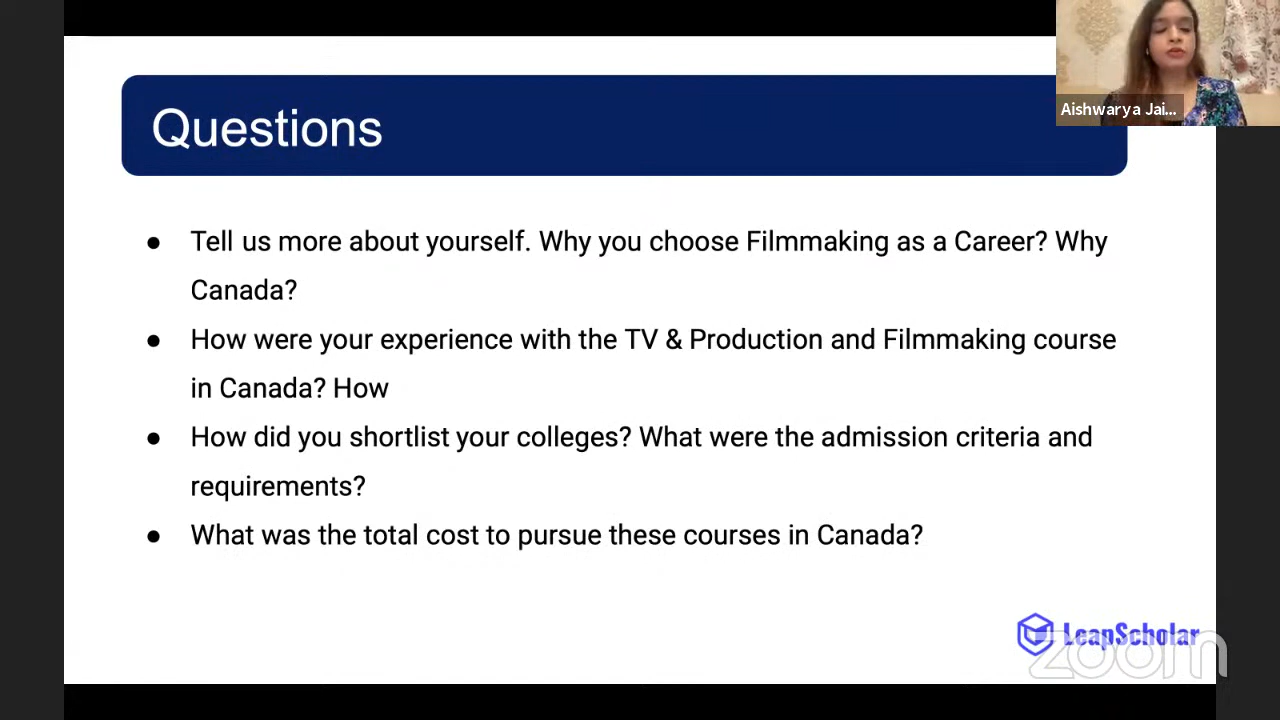 Aishwarya Jai...
Questions
● Tell us more about yourself. Why you choose Filmmaking as a Career? Why
Canada?
● How were your experience with the TV & Production and Filmmaking course
in Canada? How
● How did you shortlist your colleges? What were the admission criteria and
requirements?
● What was the total cost to pursue these courses in Canada?
LeapScholar
zoom